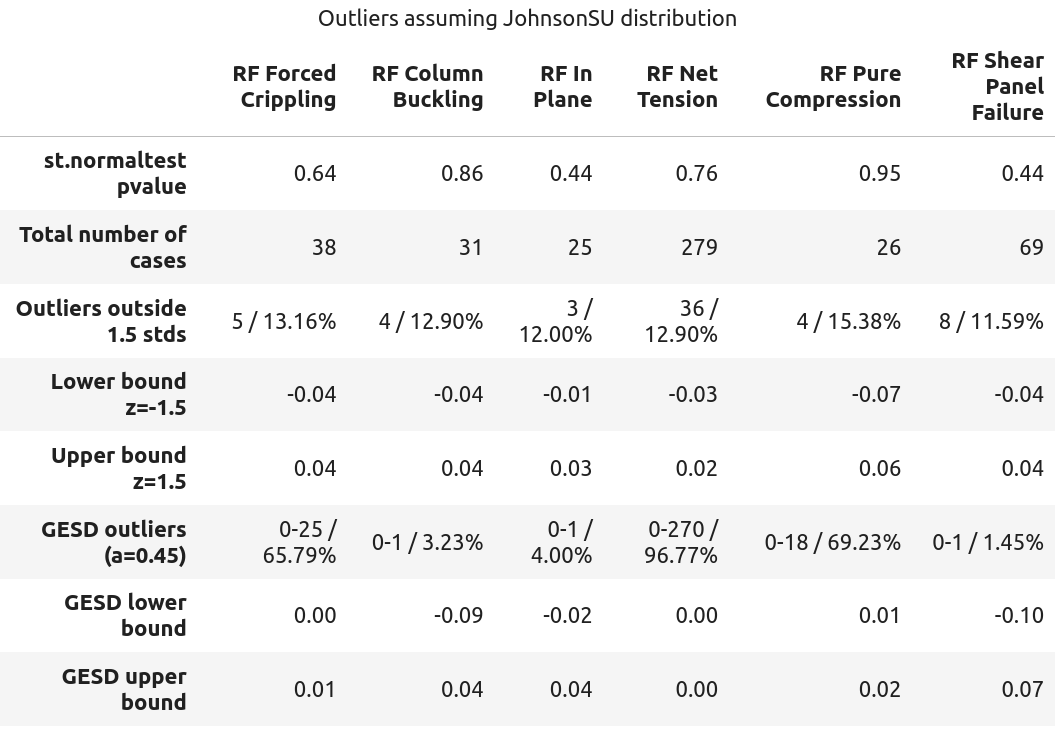 Outliers assuming JohnsonSU distribution
RF Forced Crippling RF Column Buckling RF In Plane RF Net Tension RF Pure Compression RF Shear Panel Failure
st.normaltest pvalue 0.64 0.86 0.44 0.76 0.95 0.44
Total number of cases 38 31 25 279 26 69
Outliers outside 1.5 stds 5 / 13.16% 4 / 12.90% 3 / 12.00% 36 / 12.90% 4 / 15.38% 8 / 11.59%
Lower bound z=-1.5 -0.04 -0.04 -0.01 -0.03 -0.07 -0.04
Upper bound z=1.5 0.04 0.04 0.03 0.02 0.06 0.04
GESD outliers (a=0.45) 0-25 / 65.79% 0-1 / 3.23% 0-1 / 4.00% 0-270 / 96.77% 0-18 / 69.23% 0-1 / 1.45%
GESD lower bound 0.00 -0.09 -0.02 0.00 0.01 -0.10
GESD upper bound 0.01 0.04 0.04 0.00 0.02 0.07